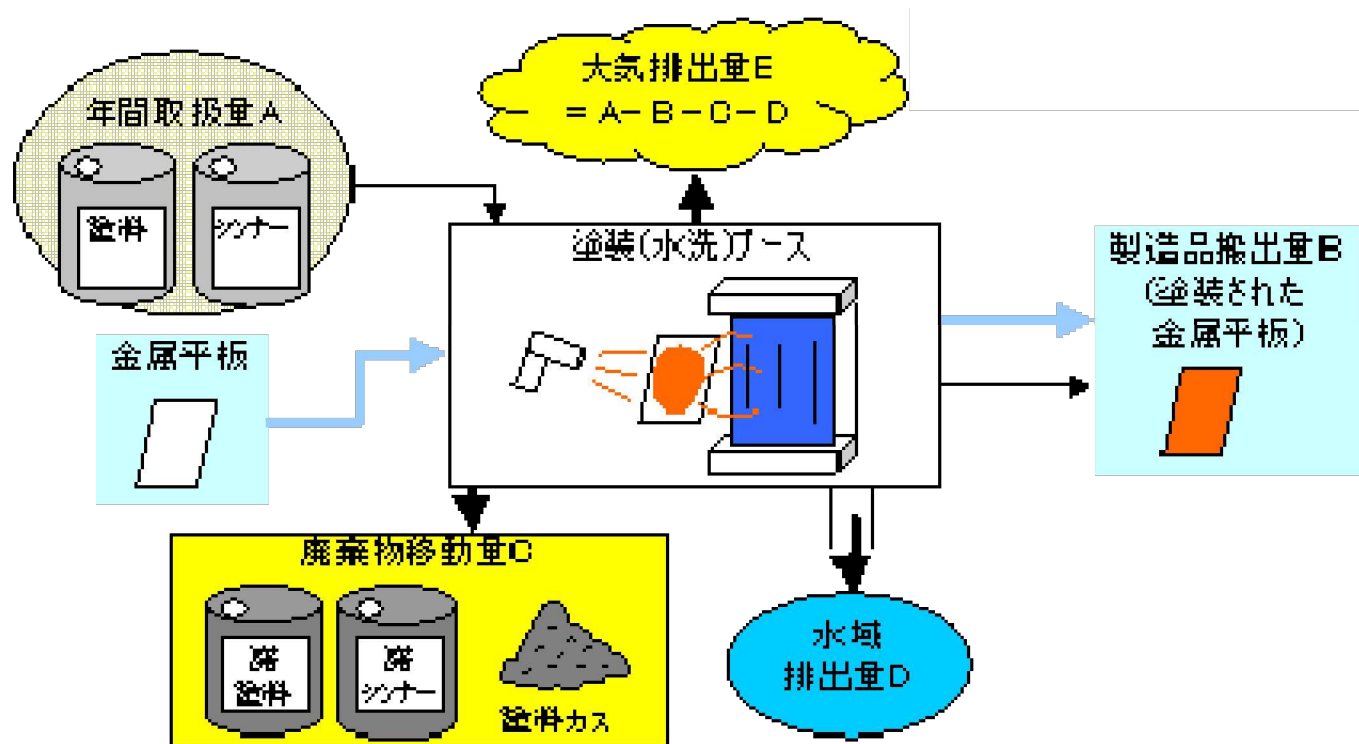 大気排出量E
＝A－B－C－D
年間取扱量A
塗料
シンナー
塗装(水洗)ブース
製造品搬出量B
(塗装された
金属平板)
金属平板
廃棄物移動量C
廃
塗料
廃
シンナー
塗料カス
水域
排出量D